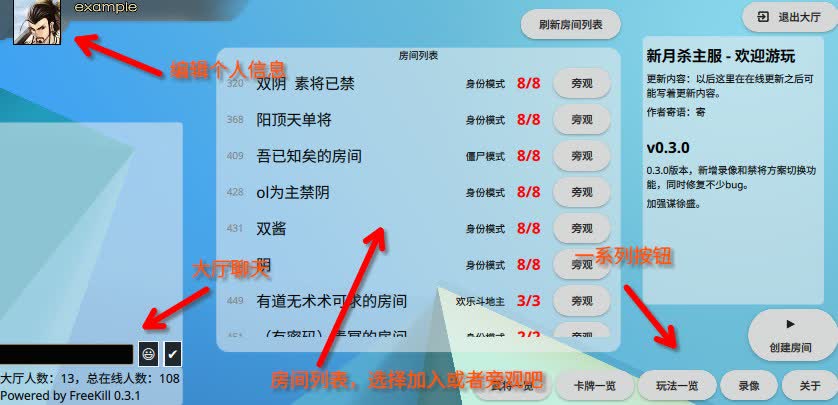 example
编辑个人信息
刷新房间列表
退出大厅
房间列表
320 双阴 素将已禁 身份模式 8/8 旁观
368 阳顶天单将 身份模式 8/8 旁观
409 吾已知矣的房间 僵尸模式 8/8 旁观
428 ol为主禁阴 身份模式 8/8 旁观
431 双酱 身份模式 8/8 旁观
阴 身份模式 8/8 旁观
449 有道无术术可求的房间 欢乐斗地主 3/3 旁观
451 （有密码） 身份模式 旁观
新月杀主服 - 欢迎游玩
更新内容：以后这里在在线更新之后可
能写着更新内容。
作者寄语：寄
v0.3.0
0.3.0版本，新增录像和禁将方案切换功
能，同时修复不少bug。
加强谋徐盛。
大厅聊天
一系列按钮
房间列表，选择加入或者旁观吧
大厅人数：13，总在线人数：108
Powered by FreeKill 0.3.1
创建房间
武将一览
卡牌一览
玩法一览
录像
关于